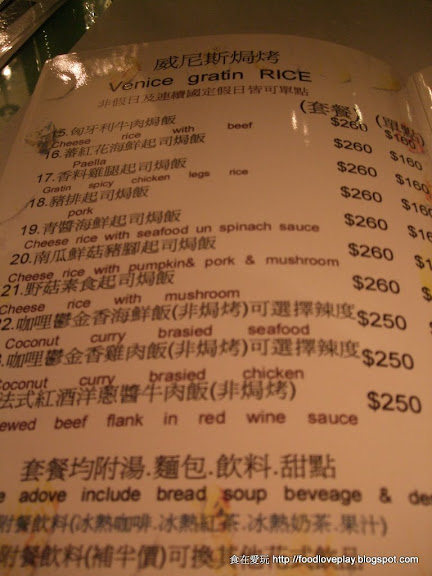 威尼斯焗烤
Venice gratin RICE
非假日及連續國定假日皆可單點
(套餐) (單點)
15.匈牙利牛肉焗飯 $260 $160
Cheese rice with beef
16.蕃紅花海鮮起司焗飯 $260 $160
Paella
17.香料雞腿起司焗飯 $260 $160
Gratin spicy chicken legs rice
18.豬排起司焗飯 $260 $160
pork
19.青醬海鮮起司焗飯 $260 $160
Cheese rice with seafood un spinach sauce
20.南瓜鮮菇豬腳起司焗飯 $260
Cheese rice with pumpkin& pork & mushroom
21.野菇素食起司焗飯 $260
Cheese rice with mushroom
22.咖哩鬱金香海鮮飯(非焗烤)可選擇辣度 $250
Coconut curry brasied seafood
.咖哩鬱金香雞肉飯(非焗烤)可選擇辣度 $250
Coconut curry brasied chicken
法式紅酒洋蔥醬牛肉飯(非焗烤) $250
ewed beef flank in red wine sauce
套餐均附湯.麵包.飲料.甜點
e adove include bread soup beveage & de
附餐飲料(冰熱咖啡.冰熱紅茶.冰熱奶茶.果汁)
附餐飲料(補半價)可換
食在愛玩 http://foodloveplay.blogspot.com